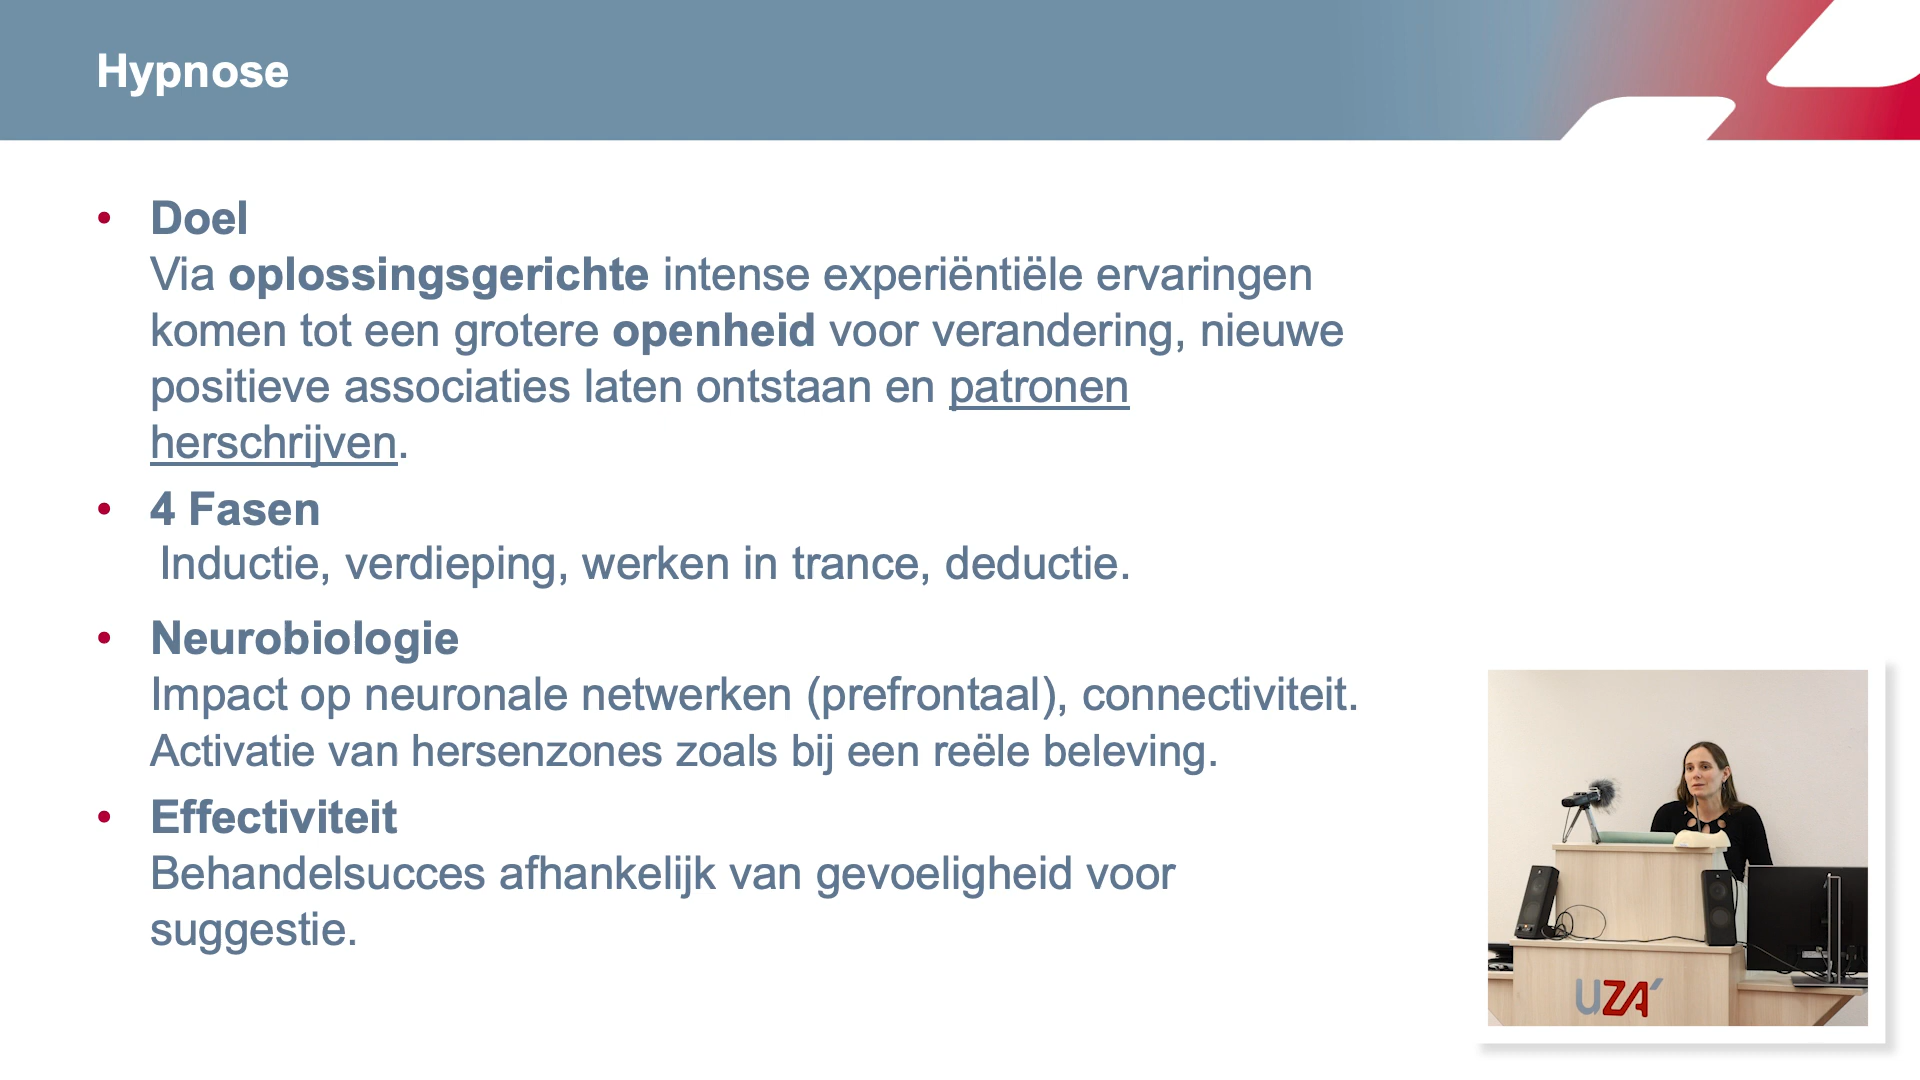 Hypnose
• Doel
Via oplossingsgerichte intense experiëntiële ervaringen
komen tot een grotere openheid voor verandering, nieuwe
positieve associaties laten ontstaan en patronen
herschrijven.
• 4 Fasen
Inductie, verdieping, werken in trance, deductie.
• Neurobiologie
Impact op neuronale netwerken (prefrontaal), connectiviteit.
Activatie van hersenzones zoals bij een reële beleving.
• Effectiviteit
Behandelsucces afhankelijk van gevoeligheid voor
suggestie.
UZA